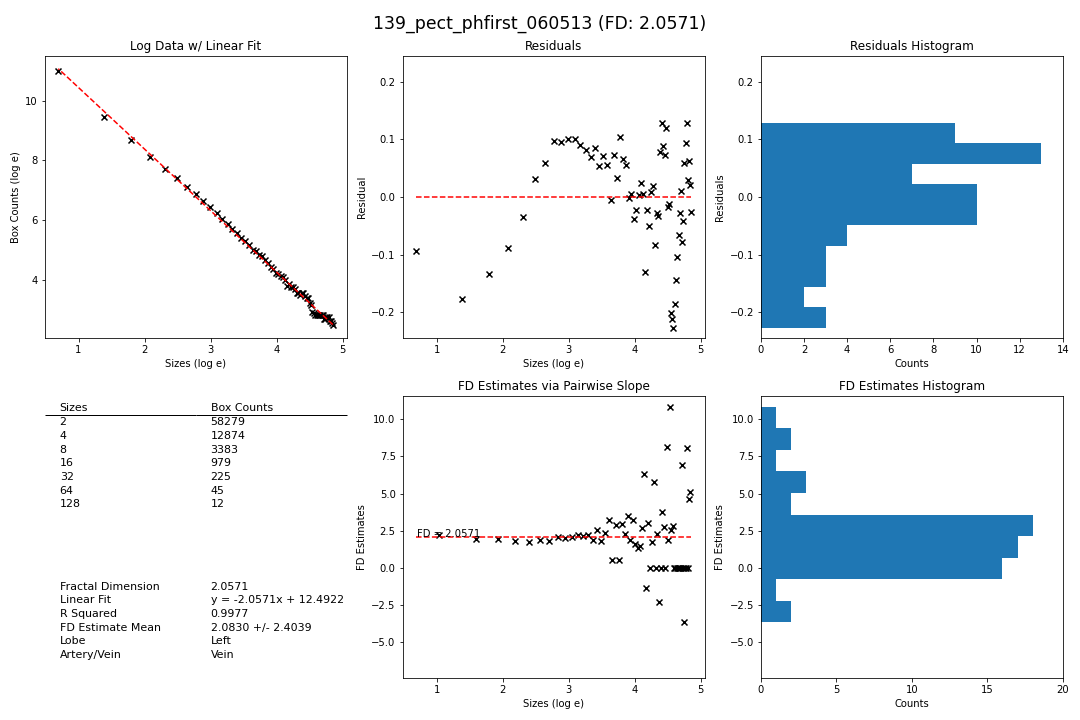 139_pect_phfirst_060513 (FD: 2.0571)
Log Data w/ Linear Fit
Box Counts (log e)
10
8
6
4
1 2 3 4 5
Sizes (log e)
Residuals
Residual
0.2
0.1
0.0
−0.1
−0.2
1 2 3 4 5
Sizes (log e)
Residuals Histogram
Residuals
0.2
0.1
0.0
−0.1
−0.2
0 2 4 6 8 10 12 14
Counts
Sizes Box Counts
2 58279
4 12874
8 3383
16 979
32 225
64 45
128 12
Fractal Dimension 2.0571
Linear Fit y = -2.0571x + 12.4922
R Squared 0.9977
FD Estimate Mean 2.0830 +/- 2.4039
Lobe Left
Artery/Vein Vein
FD Estimates via Pairwise Slope
FD Estimates
10.0
7.5
5.0
2.5
0.0
−2.5
−5.0
FD = 2.0571
1 2 3 4 5
Sizes (log e)
FD Estimates Histogram
FD Estimates
10.0
7.5
5.0
2.5
0.0
−2.5
−5.0
0 5 10 15 20
Counts